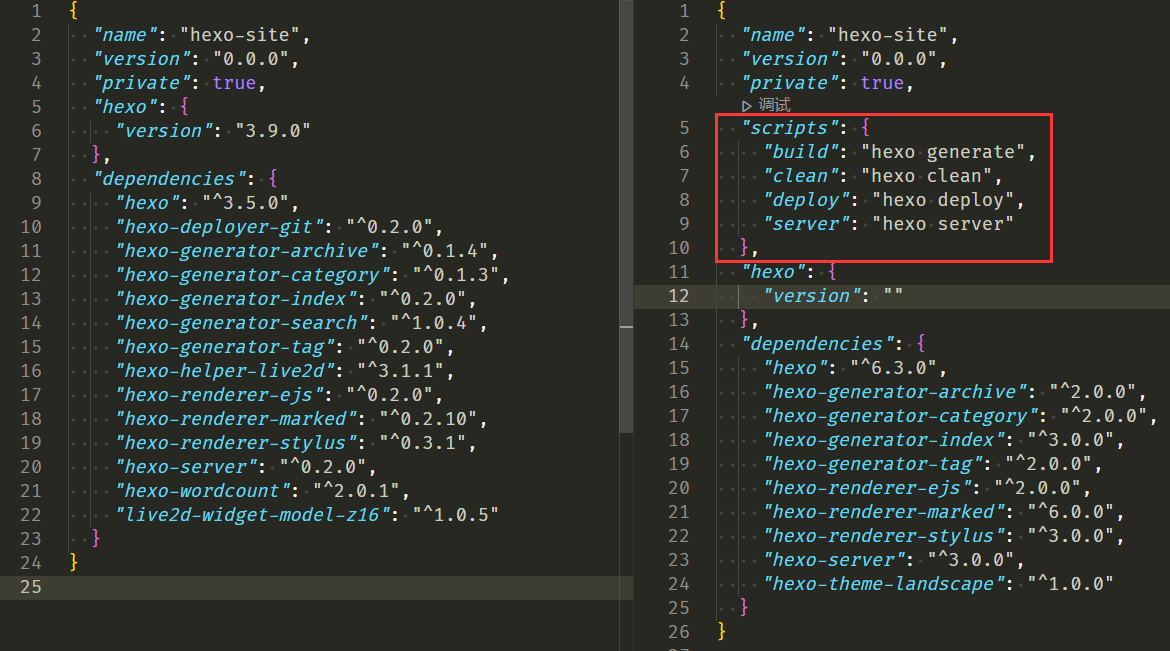 1 {
2 "name": "hexo-site",
3 "version": "0.0.0",
4 "private": true,
5 "hexo": {
6 "version": "3.9.0"
7 },
8 "dependencies": {
9 "hexo": "^3.5.0",
10 "hexo-deployer-git": "^0.2.0",
11 "hexo-generator-archive": "^0.1.4",
12 "hexo-generator-category": "^0.1.3",
13 "hexo-generator-index": "^0.2.0",
14 "hexo-generator-search": "^1.0.4",
15 "hexo-generator-tag": "^0.2.0",
16 "hexo-helper-live2d": "^3.1.1",
17 "hexo-renderer-ejs": "^0.2.0",
18 "hexo-renderer-marked": "^0.2.10",
19 "hexo-renderer-stylus": "^0.3.1",
20 "hexo-server": "^0.2.0",
21 "hexo-wordcount": "^2.0.1",
22 "live2d-widget-model-z16": "^1.0.5"
23 }
24 }
25
1 {
2 "name": "hexo-site",
3 "version": "0.0.0",
4 "private": true,
调试
5 "scripts": {
6 "build": "hexo generate",
7 "clean": "hexo clean",
8 "deploy": "hexo deploy",
9 "server": "hexo server"
10 },
11 "hexo": {
12 "version": ""
13 },
14 "dependencies": {
15 "hexo": "^6.3.0",
16 "hexo-generator-archive": "^2.0.0",
17 "hexo-generator-category": "^2.0.0",
18 "hexo-generator-index": "^3.0.0",
19 "hexo-generator-tag": "^2.0.0",
20 "hexo-renderer-ejs": "^2.0.0",
21 "hexo-renderer-marked": "^6.0.0",
22 "hexo-renderer-stylus": "^3.0.0",
23 "hexo-server": "^3.0.0",
24 "hexo-theme-landscape": "^1.0.0"
25 }
26 }